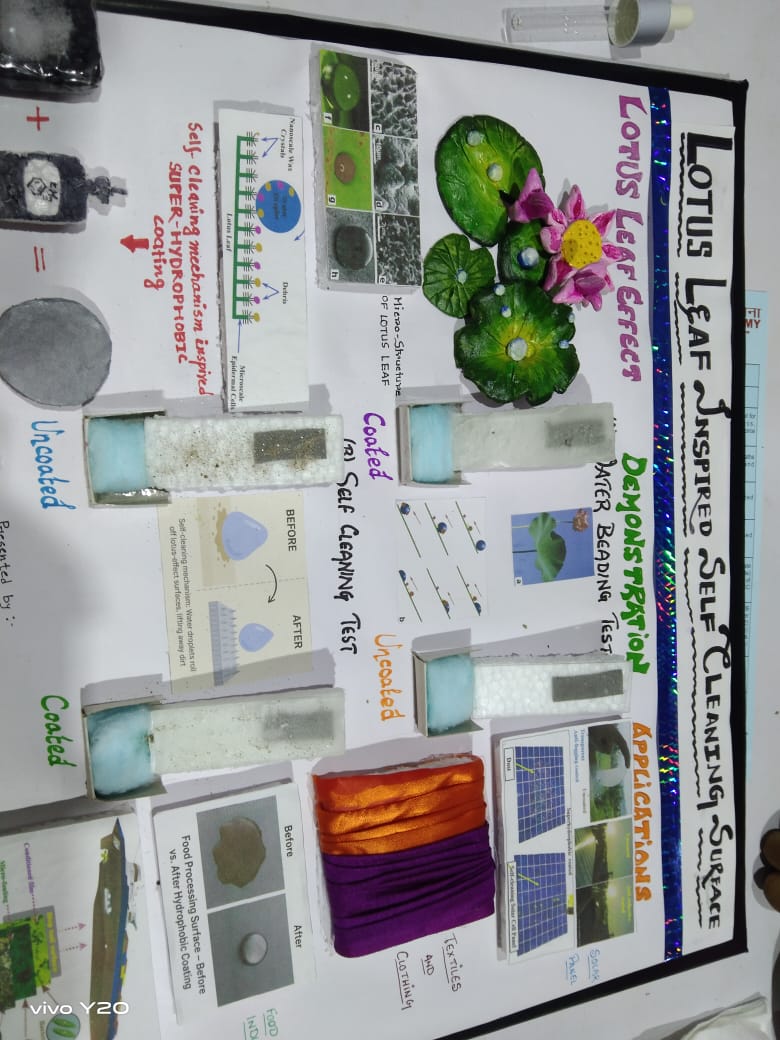 LOTUS LEAF INSPIRED SELF CLEANING SURFACE
LOTUS LEAF EFFECT
Micro-Structure
OF LOTUS LEAF
c
d
e
f
g
h
Nanoscale Wax
Crystals
Debris
Lotus Leaf
Microscale
Epidermal Cells
Self-Cleaning mechanism inspired
SUPER-HYDROPHOBIC
coating
+
=
DEMONSTRATION
WATER BEADING TEST
a
b
Coated
Uncoated
(B) SELF CLEANING TEST
BEFORE
AFTER
Self-cleaning mechanism: Water droplets roll
off lotus-effect surfaces, lifting away dirt
Uncoated
Coated
Presented by :-
APPLICATIONS
Transparent
Anti-fogging coated
Uncoated
Superhydrophobic coated
Dust
Self-cleaning Solar Cell Panel
SOLAR
PANEL
TEXTILES
AND
CLOTHING
Before
After
Food Processing Surface – Before
vs. After Hydrophobic Coating
FOOD
Conditioned film
vivo Y20